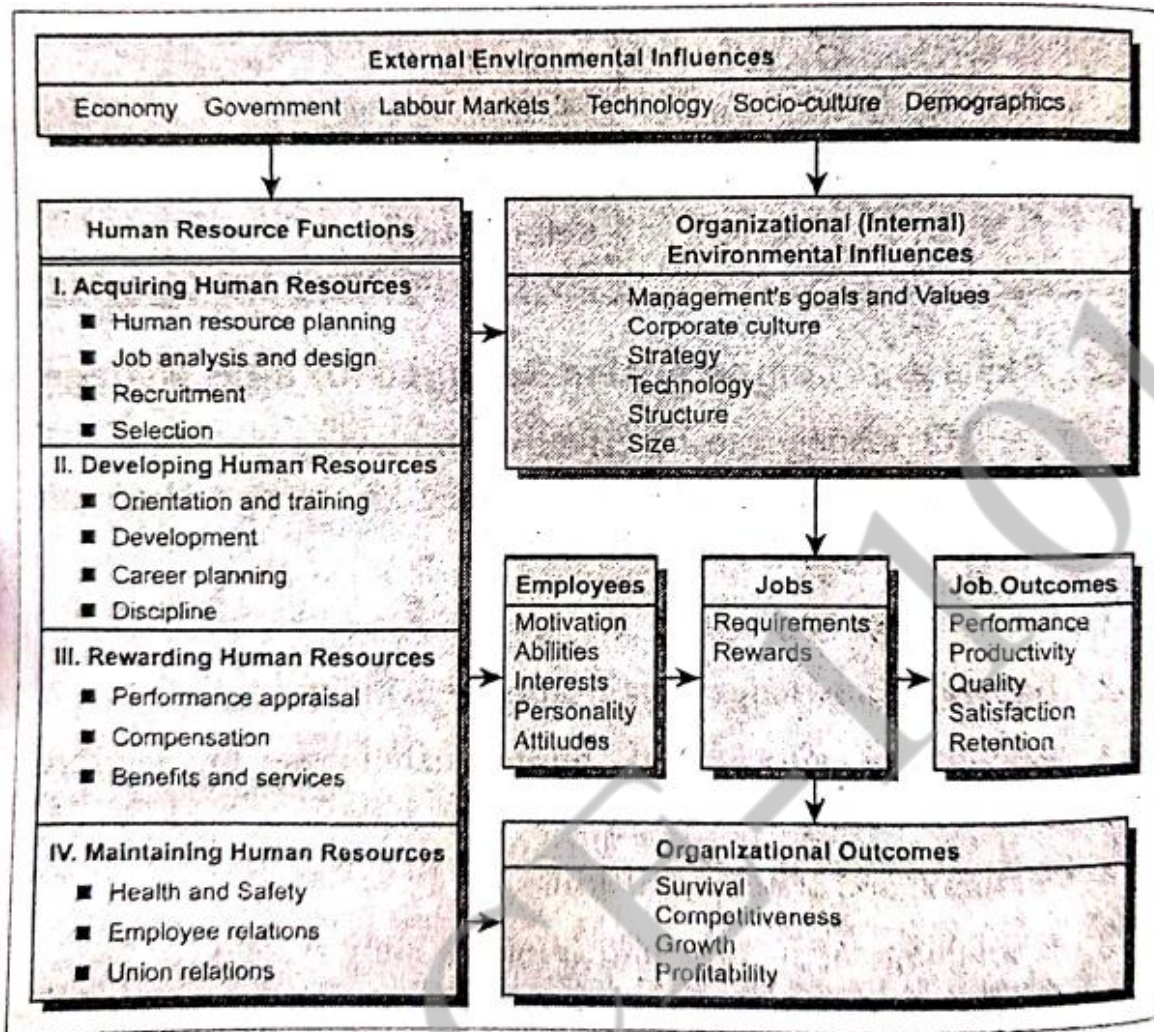 External Environmental Influences
Economy Government Labour Markets Technology Socio-culture Demographics
Human Resource Functions
I. Acquiring Human Resources
■ Human resource planning
■ Job analysis and design
■ Recruitment
■ Selection
II. Developing Human Resources
■ Orientation and training
■ Development
■ Career planning
■ Discipline
III. Rewarding Human Resources
■ Performance appraisal
■ Compensation
■ Benefits and services
IV. Maintaining Human Resources
■ Health and Safety
■ Employee relations
■ Union relations
Organizational (Internal)
Environmental Influences
Management's goals and Values
Corporate culture
Strategy
Technology
Structure
Size
Employees
Motivation
Abilities
Interests
Personality
Attitudes
Jobs
Requirements
Rewards
Job Outcomes
Performance
Productivity
Quality
Satisfaction
Retention
Organizational Outcomes
Survival
Competitiveness
Growth
Profitability
CE-1101